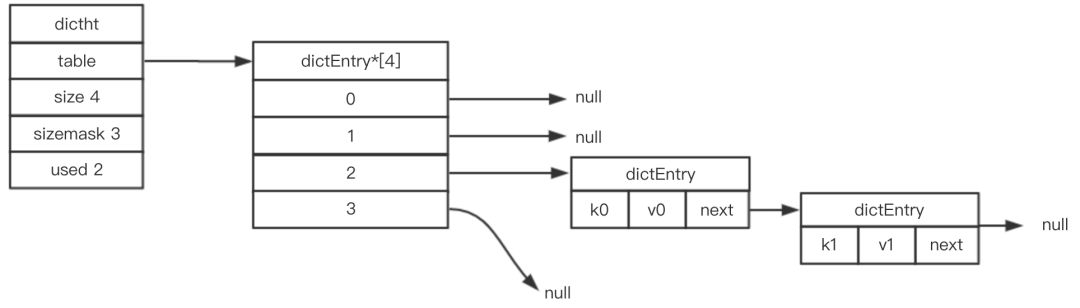 dictht
table
size 4
sizemask 3
used 2
dictEntry*[4]
0
1
2
3
null
null
null
dictEntry
k0 v0 next
dictEntry
k1 v1 next
null